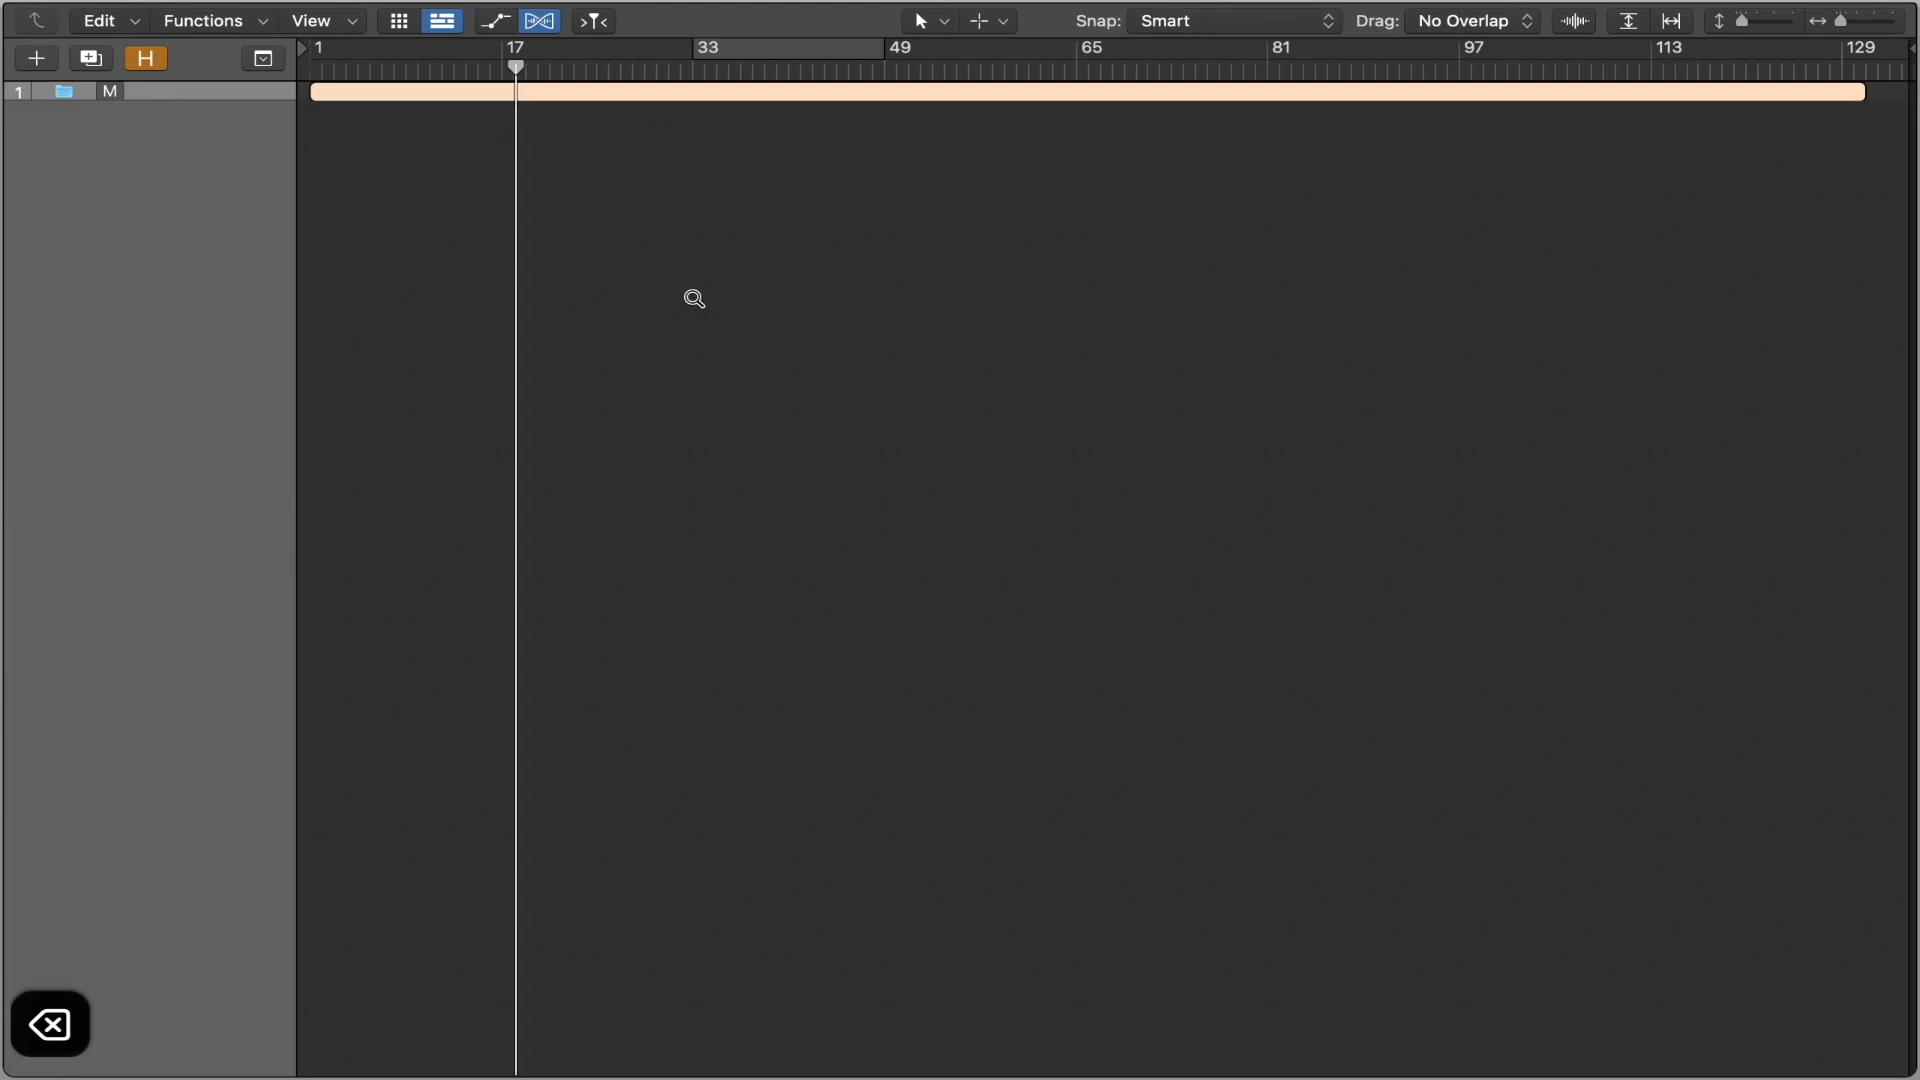 Edit Functions View Snap: Smart Drag: No Overlap
H 1 17 33 49 65 81 97 113 129
1 M